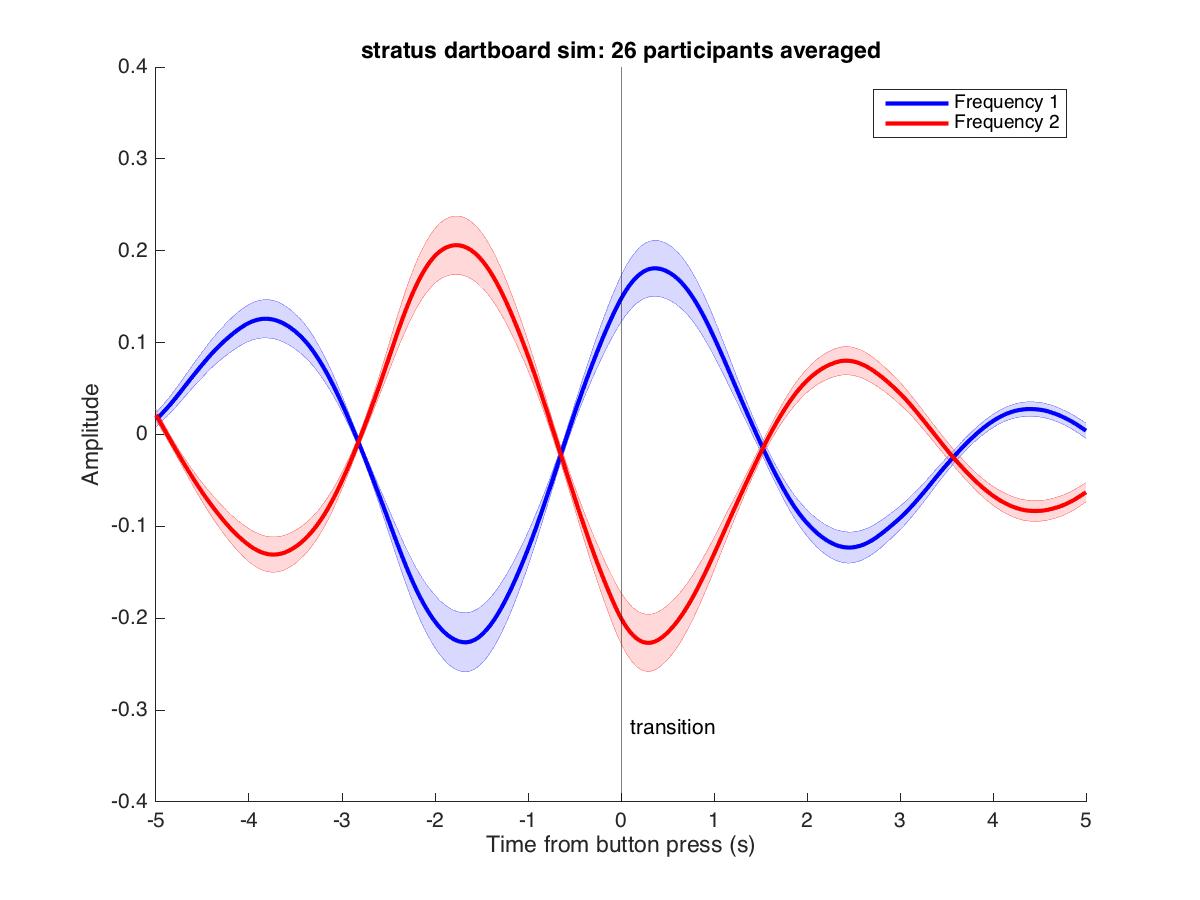 stratus dartboard sim: 26 participants averaged
Frequency 1
Frequency 2
0.4
0.3
0.2
0.1
0
-0.1
-0.2
-0.3
-0.4
Amplitude
transition
-5 -4 -3 -2 -1 0 1 2 3 4 5
Time from button press (s)